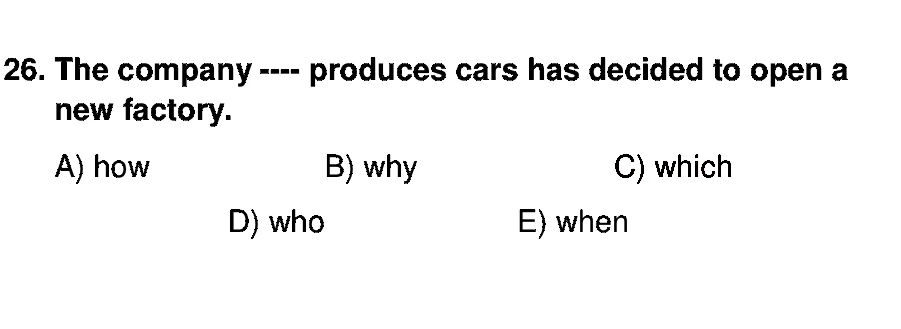 26. The company ---- produces cars has decided to open a
new factory.
A) how B) why C) which
D) who E) when